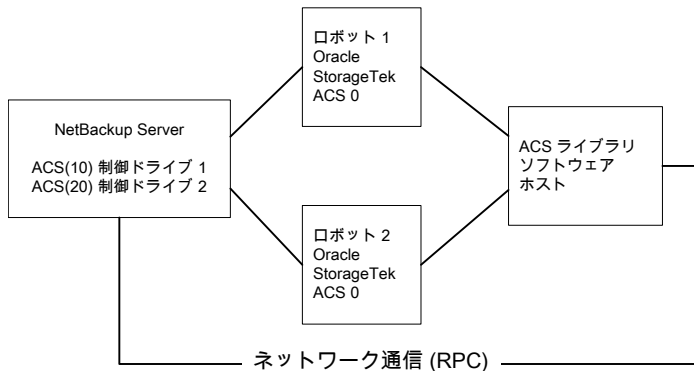 ロボット 1
Oracle
StorageTek
ACS 0
NetBackup Server
ACS(10) 制御ドライブ 1
ACS(20) 制御ドライブ 2
ACS ライブラリ
ソフトウェア
ホスト
ロボット 2
Oracle
StorageTek
ACS 0
ネットワーク通信 (RPC)